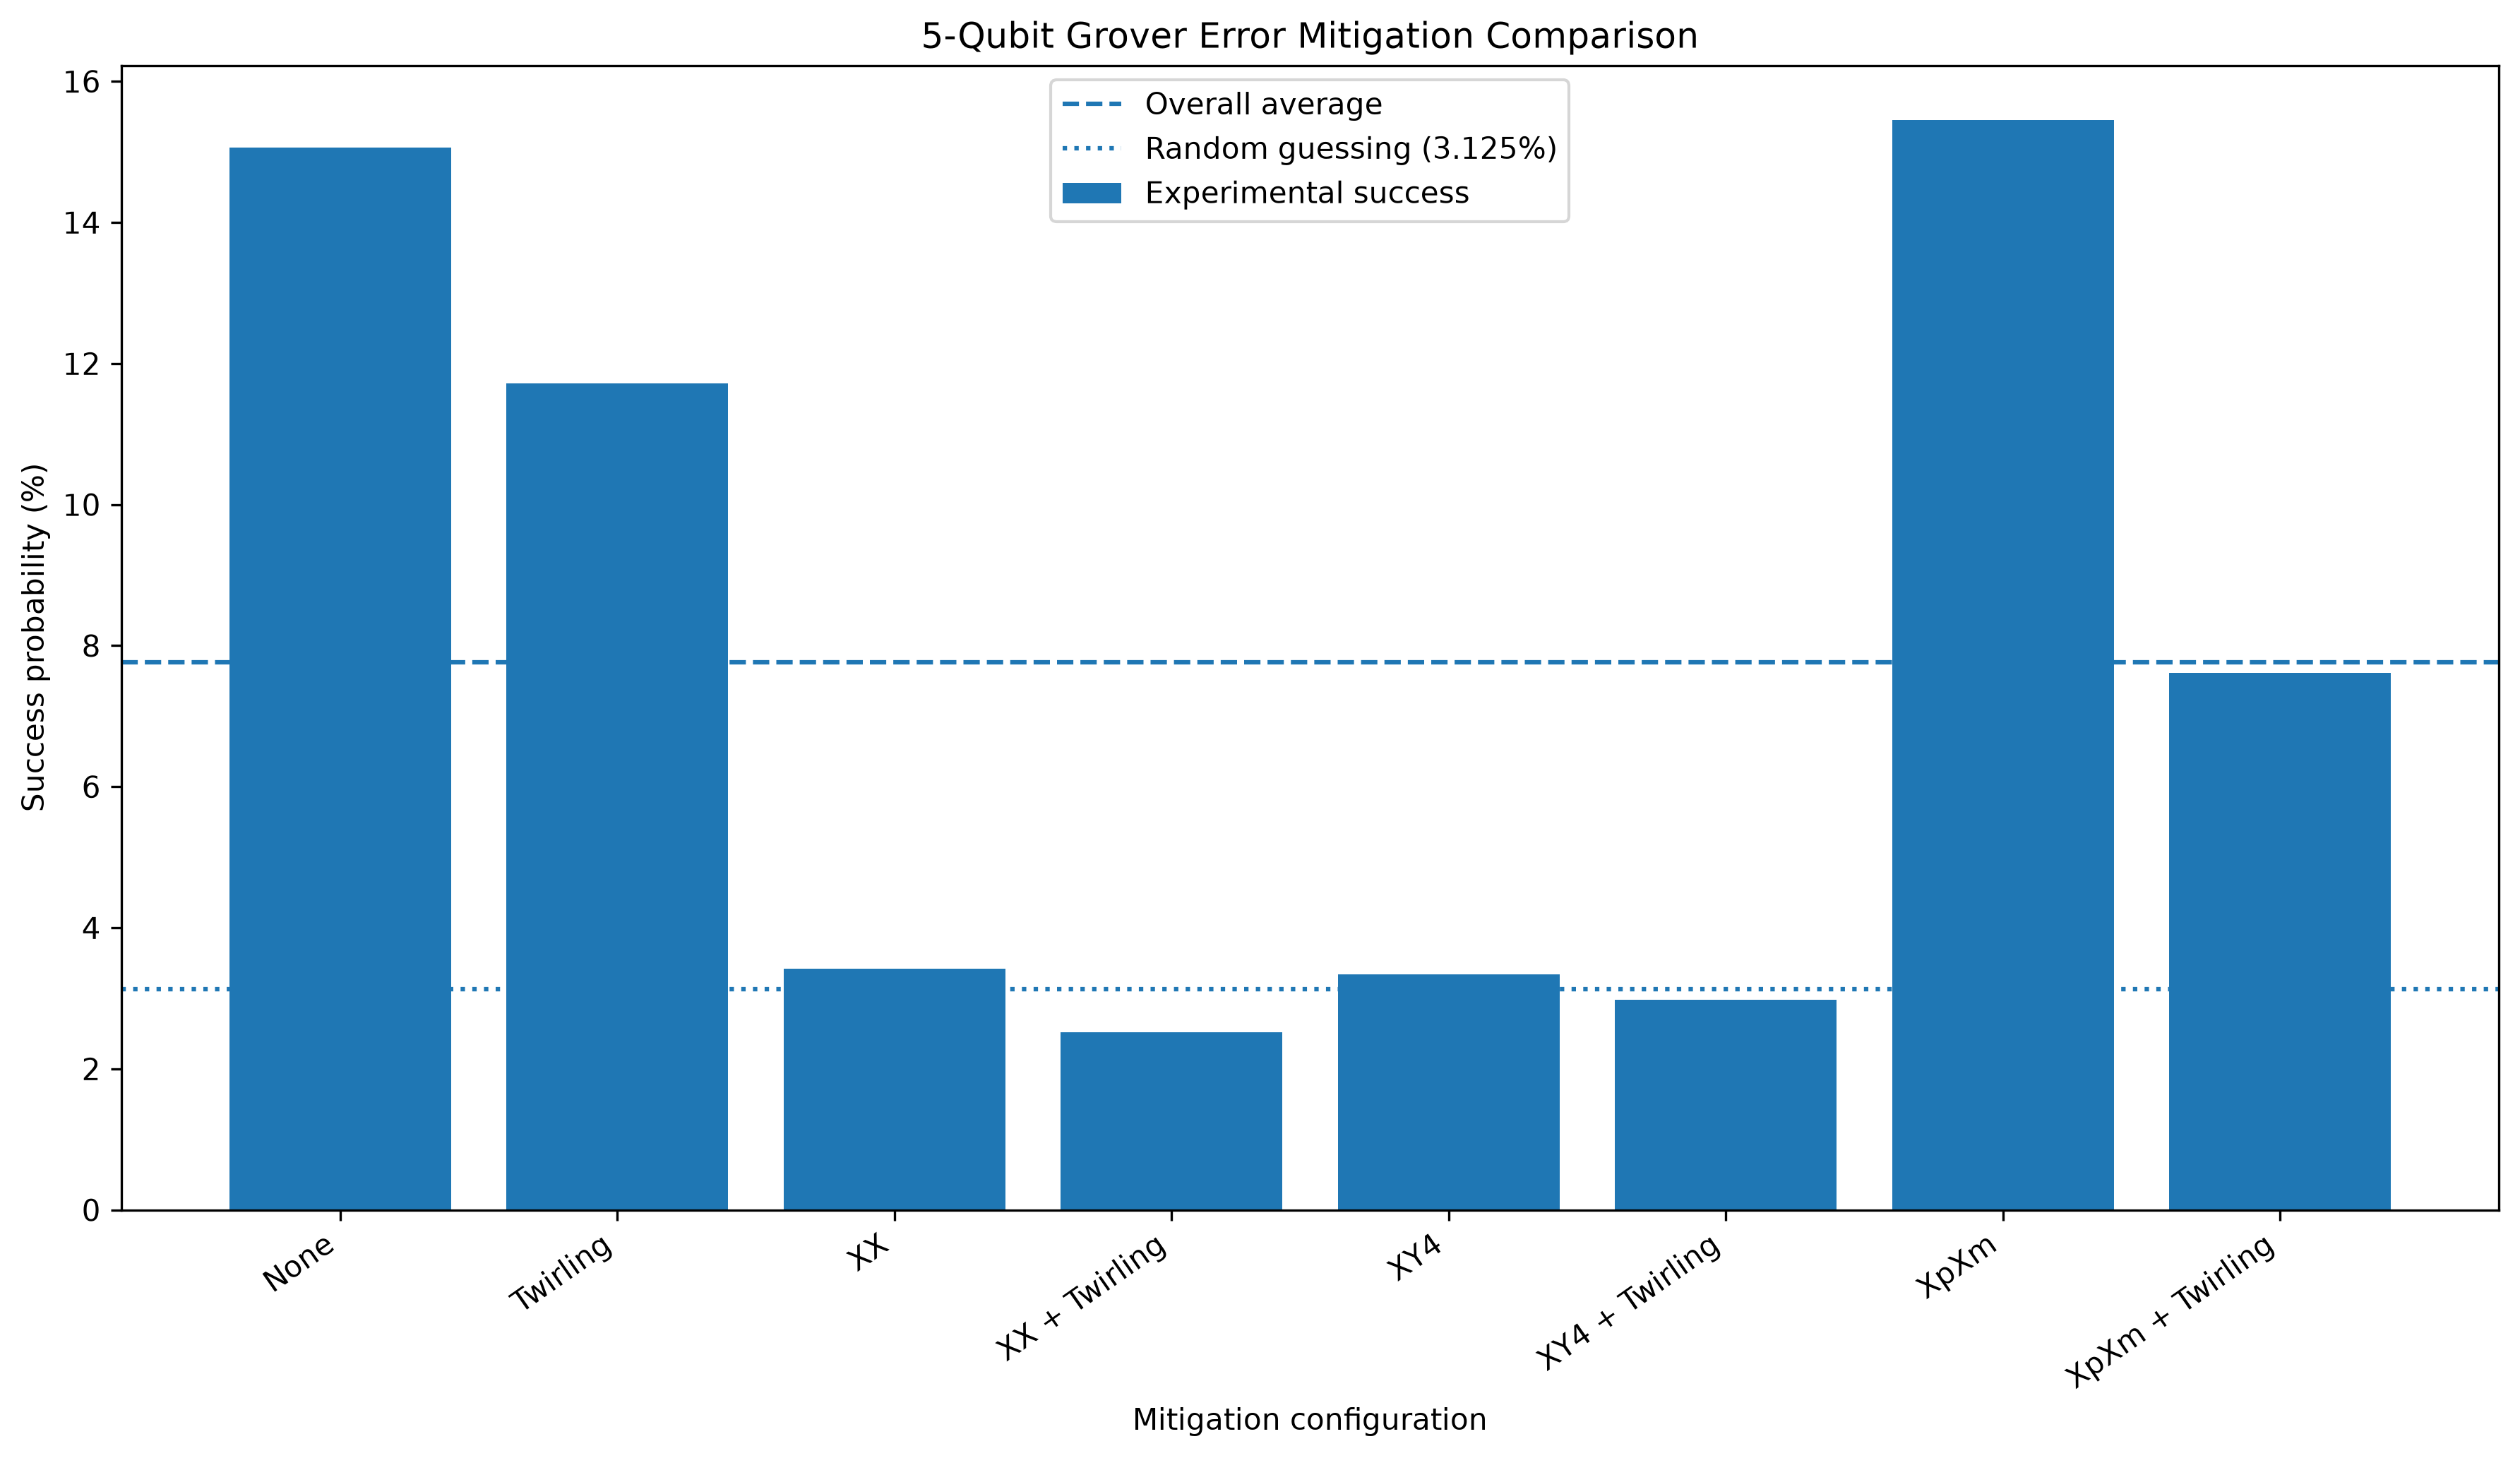 5-Qubit Grover Error Mitigation Comparison
Overall average
Random guessing (3.125%)
Experimental success
Success probability (%)
16
14
12
10
8
6
4
2
0
None
Twirling
XX
XX + Twirling
XY4
XY4 + Twirling
XpXm
XpXm + Twirling
Mitigation configuration